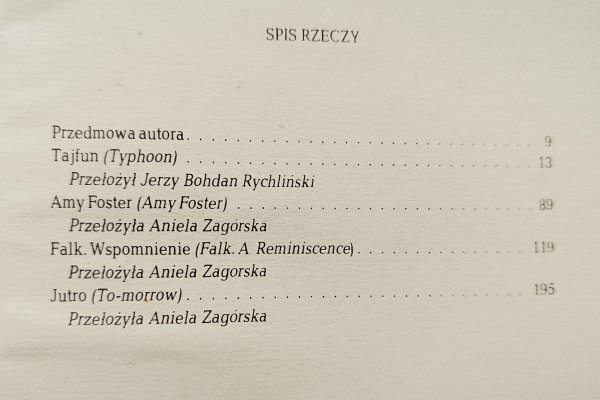 SPIS RZECZY
Przedmowa autora . . . . . . . . . . . . . . . . . . . . . . . . . . . . 9
Tajfun (Typhoon) . . . . . . . . . . . . . . . . . . . . . . . . . . . . 13
Przełożył Jerzy Bohdan Rychliński
Amy Foster (Amy Foster) . . . . . . . . . . . . . . . . . . . . . . . . 89
Przełożyła Aniela Zagórska
Falk. Wspomnienie (Falk. A Reminiscence) . . . . . . . . . . . . . . 119
Przełożyła Aniela Zagórska
Jutro (To-morrow) . . . . . . . . . . . . . . . . . . . . . . . . . . . . 195
Przełożyła Aniela Zagórska